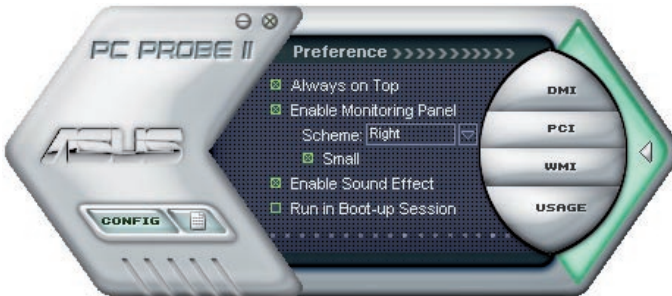 PC PROBE II
Preference
Always on Top
Enable Monitoring Panel
Scheme: Right
Small
Enable Sound Effect
Run in Boot-up Session
ASUS
CONFIG
DMI
PCI
WMI
USAGE